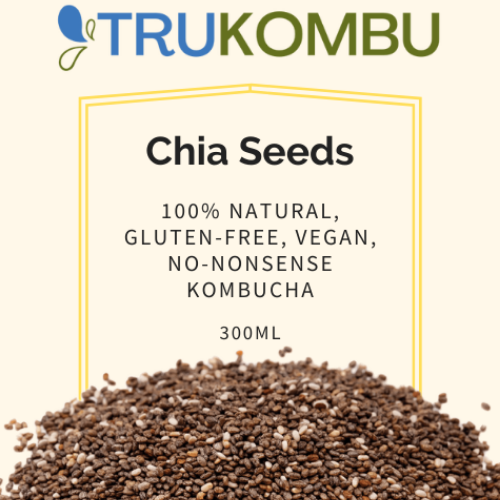 TRUKOMBU
Chia Seeds
100% NATURAL,
GLUTEN-FREE, VEGAN,
NO-NONSENSE
KOMBUCHA
300ML